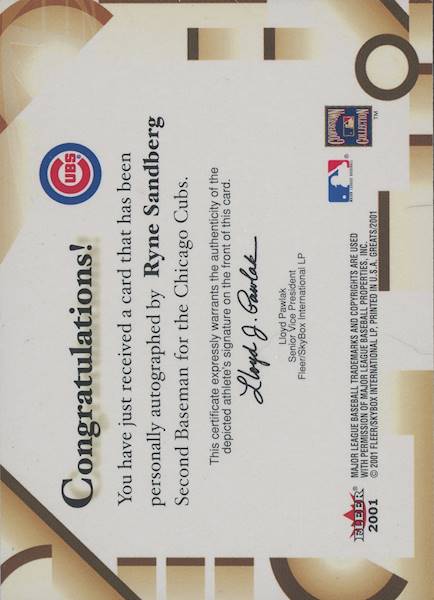 Congratulations!
CUBS
You have just received a card that has been
personally autographed by Ryne Sandberg
Second Baseman for the Chicago Cubs.
This certificate expressly warrants the authenticity of the
depicted athlete's signature on the front of this card.
Lloyd J. Pawlak
Lloyd Pawlak
Senior Vice President
Fleer/SkyBox International LP
COOPERSTOWN
COLLECTION
TM
FLEER®
2001
MAJOR LEAGUE BASEBALL TRADEMARKS AND COPYRIGHTS ARE USED
WITH PERMISSION OF MAJOR LEAGUE BASEBALL PROPERTIES, INC.
© 2001 FLEER/SKYBOX INTERNATIONAL LP, PRINTED IN U.S.A. GREATS/2001